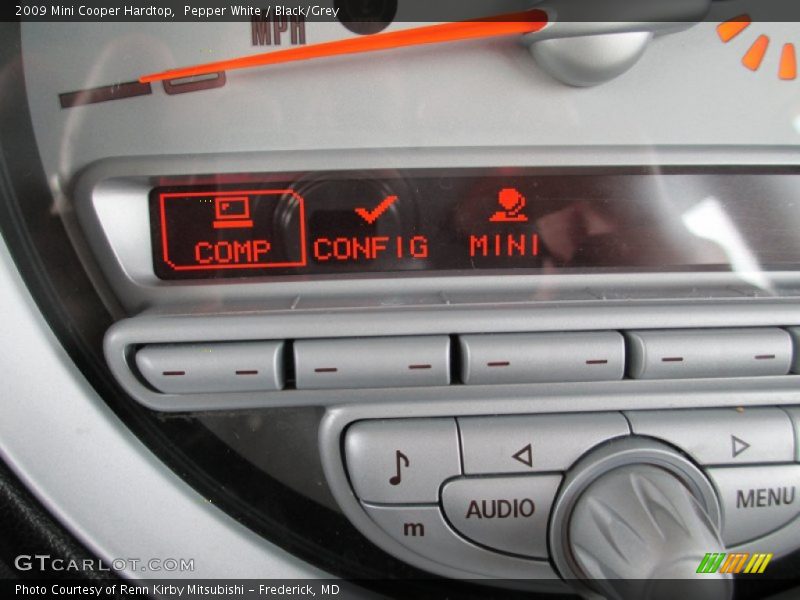 2009 Mini Cooper Hardtop,  Pepper White / Black/Grey
MPH
0
COMP CONFIG MINI
AUDIO MENU
m
GTCARLOT.COM
Photo Courtesy of Renn Kirby Mitsubishi - Frederick, MD